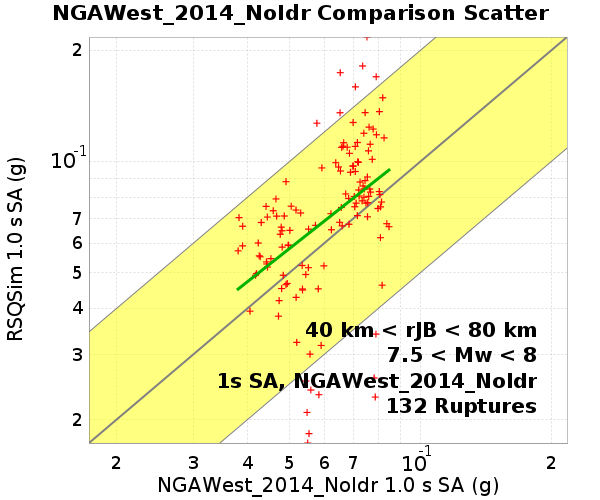 NGAWest_2014_NoIdr Comparison Scatter
RSQSim 1.0 s SA (g)
2
10-1
7
6
5
4
3
2
40 km < rJB < 80 km
7.5 < Mw < 8
1s SA, NGAWest_2014_NoIdr
132 Ruptures
2 3 4 5 6 7 10-1 2
NGAWest_2014_NoIdr 1.0 s SA (g)